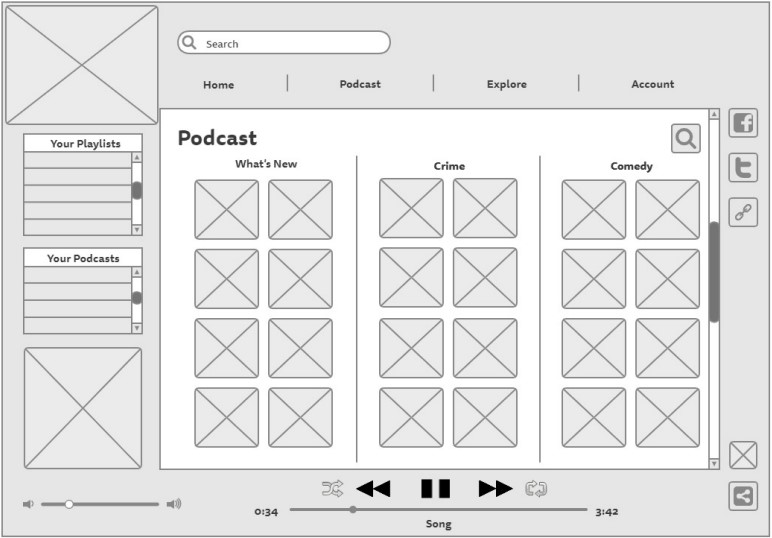 Search
Home
Podcast
Explore
Account
Your Playlists
Your Podcasts
Podcast
What's New
Crime
Comedy
0:34
3:42
Song